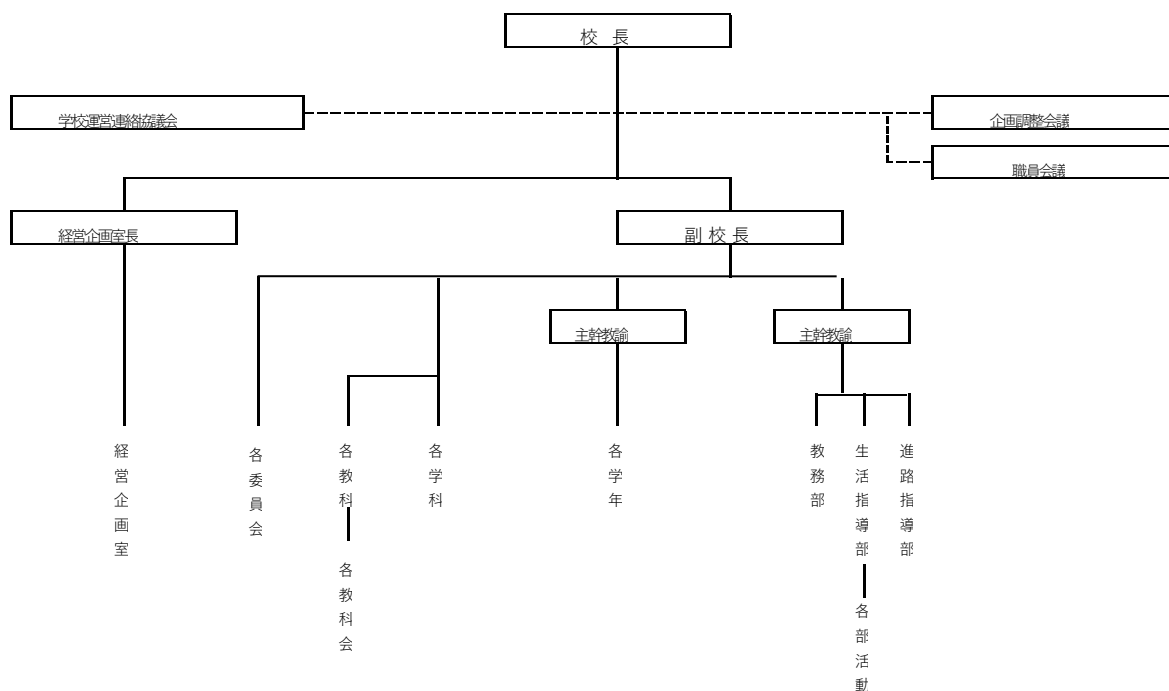 校 長
学校運営連絡協議会
企画調整会議
職員会議
経営企画室長
副 校 長
主幹教諭
主幹教諭
経営企画室
各委員会
各教科
各学科
各学年
教務部
生活指導部
進路指導部
各教科会
各部活動